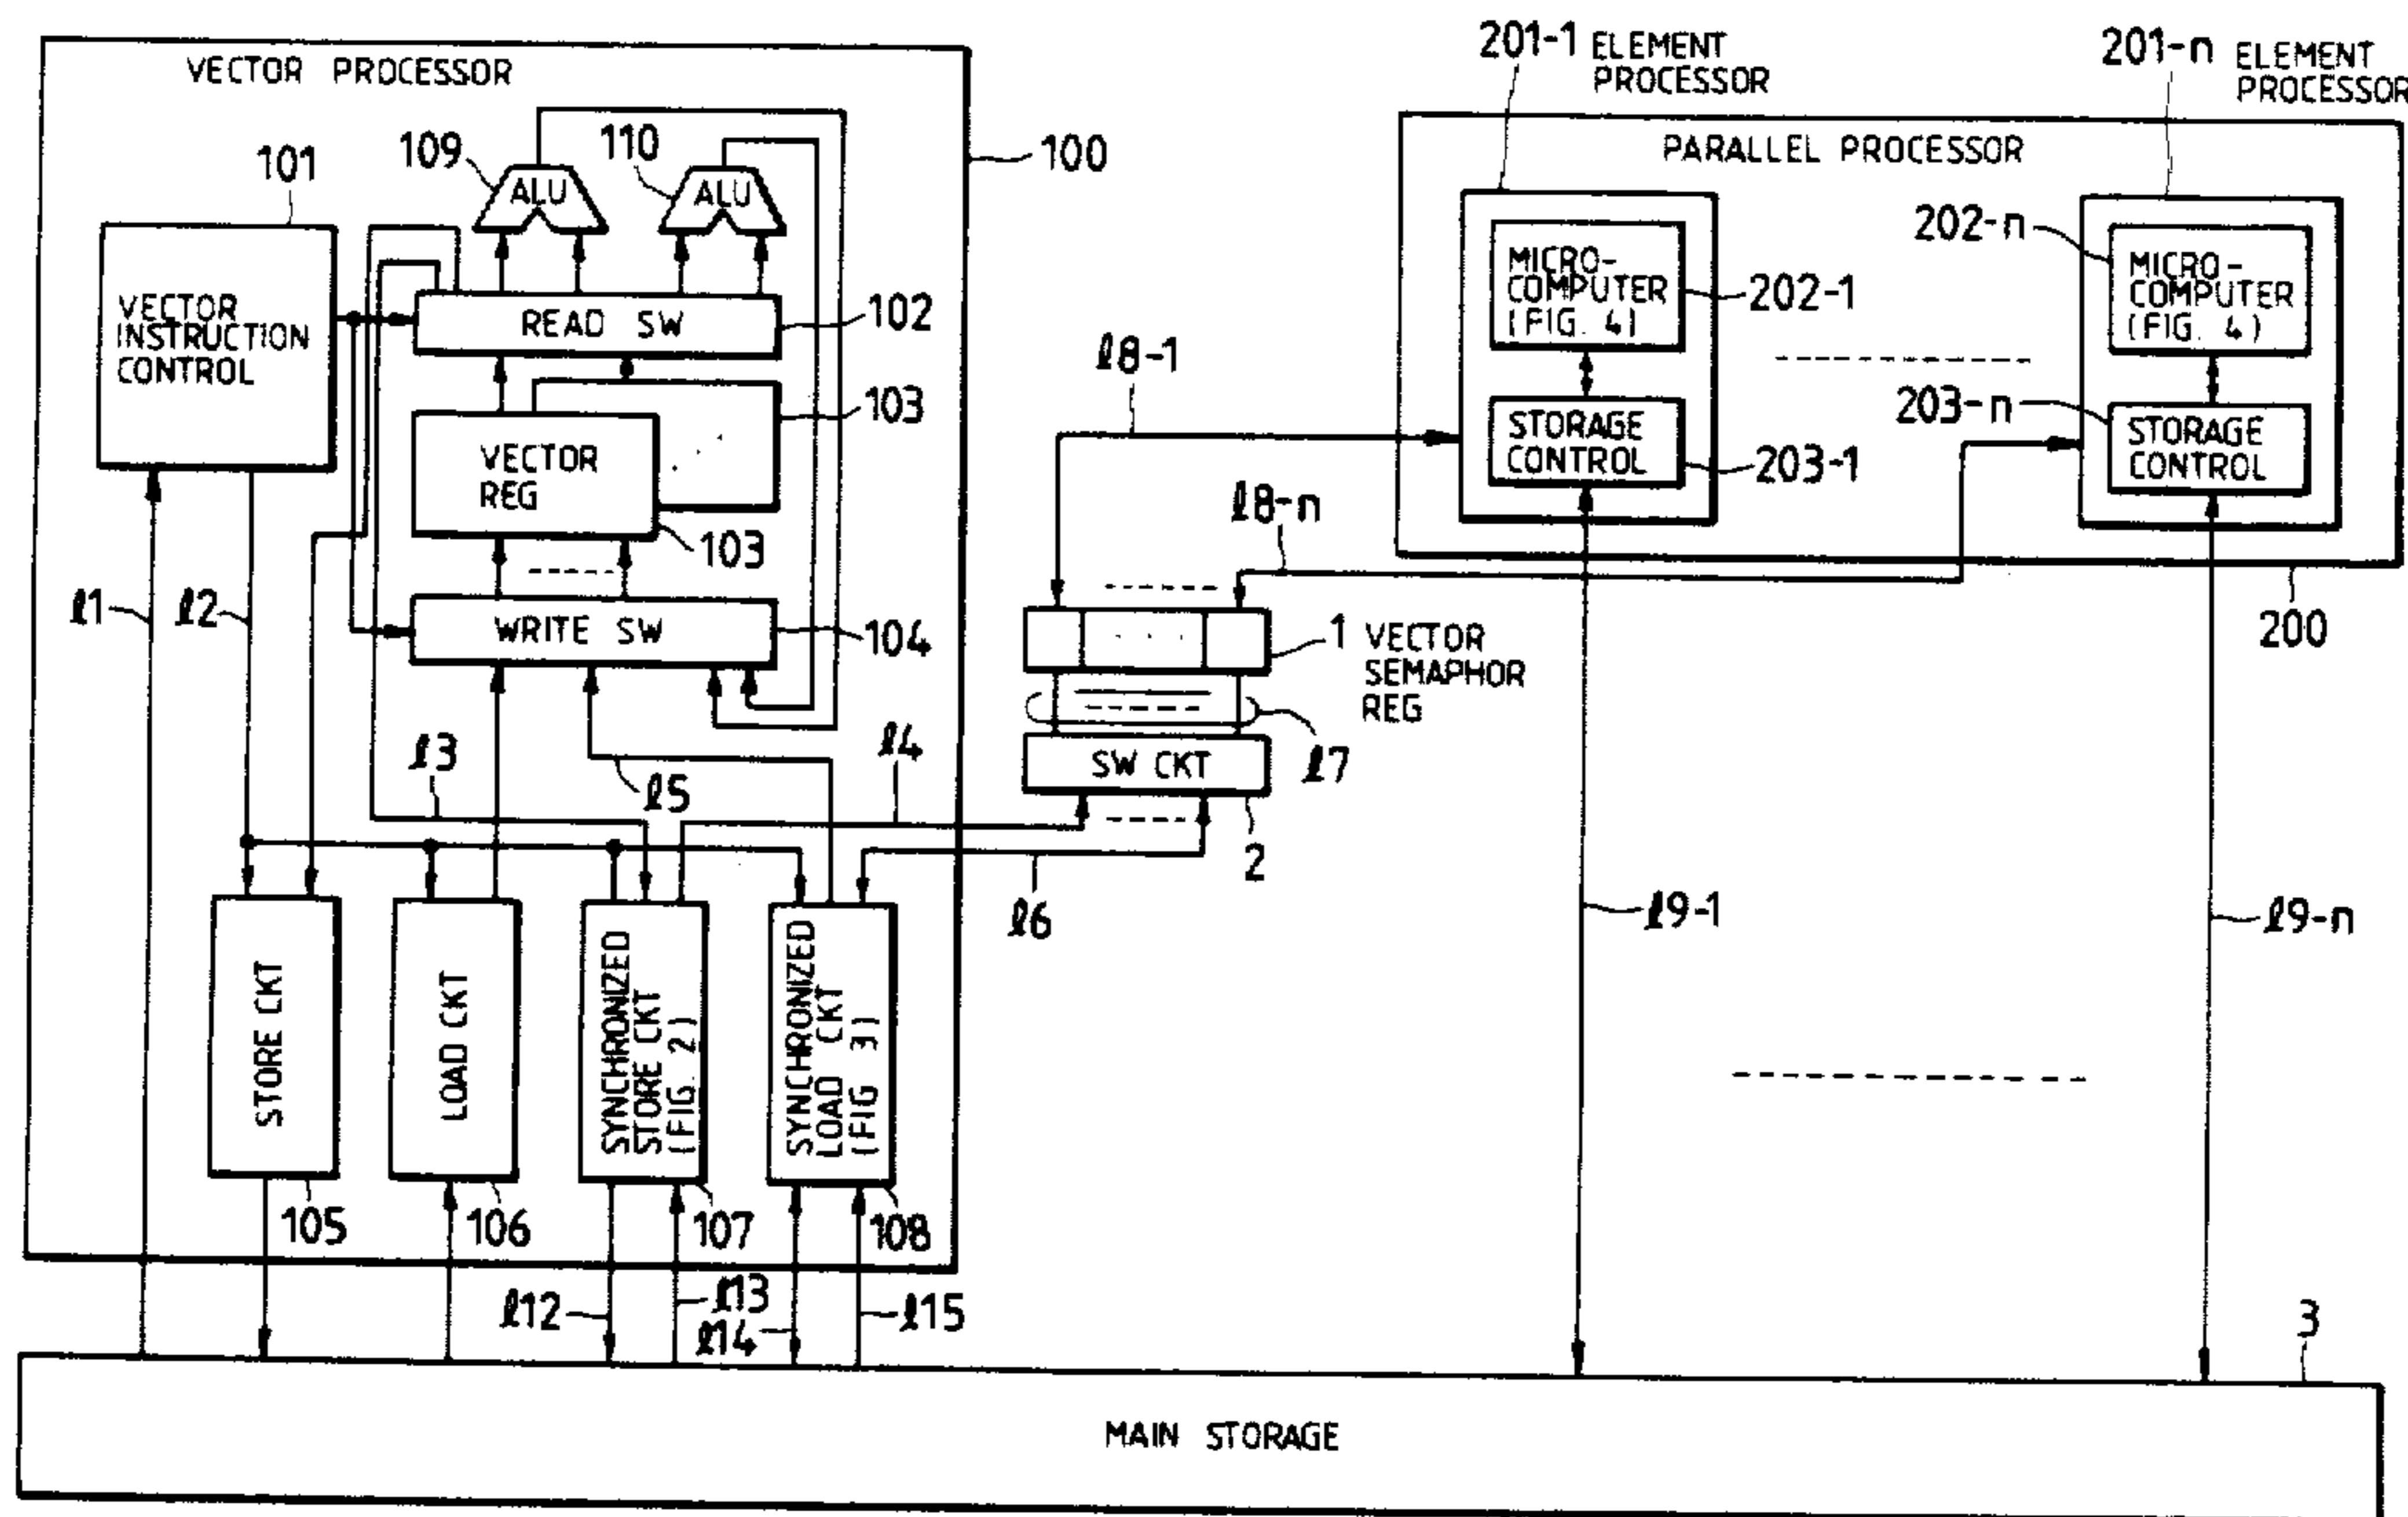 VECTOR PROCESSOR
100
101
VECTOR
INSTRUCTION
CONTROL
109
ALU
110
ALU
READ SW
102
103
VECTOR
REG
103
WRITE SW
104
ℓ1
ℓ2
ℓ3
ℓ5
ℓ4
ℓ6
STORE CKT
105
LOAD CKT
106
SYNCHRONIZED
STORE CKT
(FIG. 2)
107
SYNCHRONIZED
LOAD CKT
(FIG 3)
108
ℓ12
ℓ13
ℓ14
ℓ15
ℓ8-1
ℓ8-n
1 VECTOR
SEMAPHOR
REG
ℓ7
SW CKT
2
201-1 ELEMENT
PROCESSOR
201-n ELEMENT
PROCESSOR
PARALLEL PROCESSOR
MICRO-
COMPUTER
(FIG. 4)
202-1
STORAGE
CONTROL
203-1
202-n
MICRO-
COMPUTER
(FIG. 4)
203-n
STORAGE
CONTROL
200
ℓ9-1
ℓ9-n
3
MAIN STORAGE